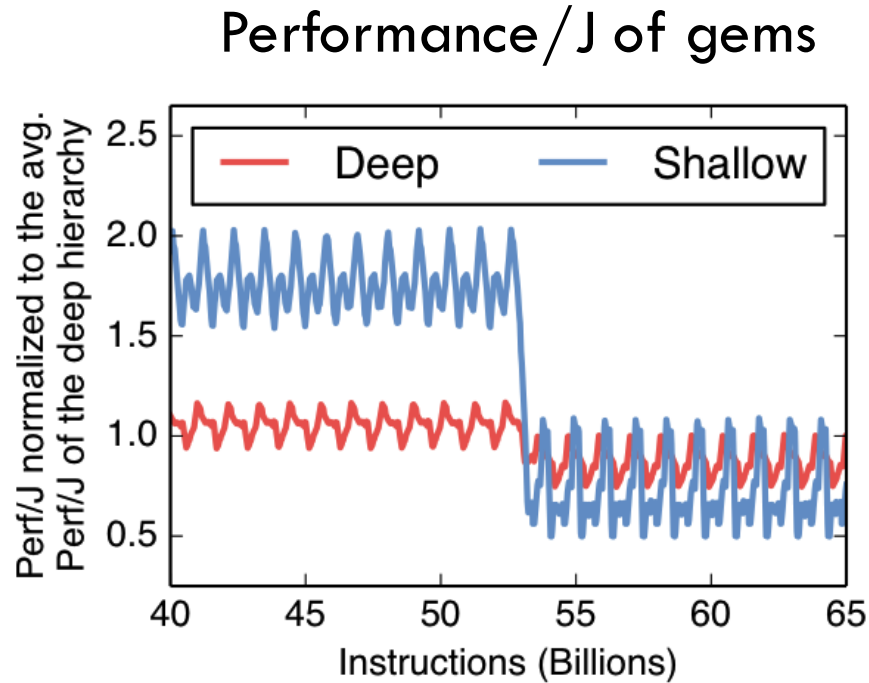 Performance/J of gems
Perf/J normalized to the avg.
Perf/J of the deep hierarchy
2.5
2.0
1.5
1.0
0.5
Deep Shallow
40 45 50 55 60 65
Instructions (Billions)